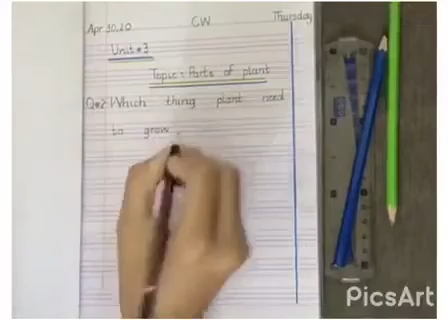 Apr 30,20 CW Thursday
Unit#3
Topic: Parts of plant
Q#2 Which thing plant need
to grow,
PicsArt